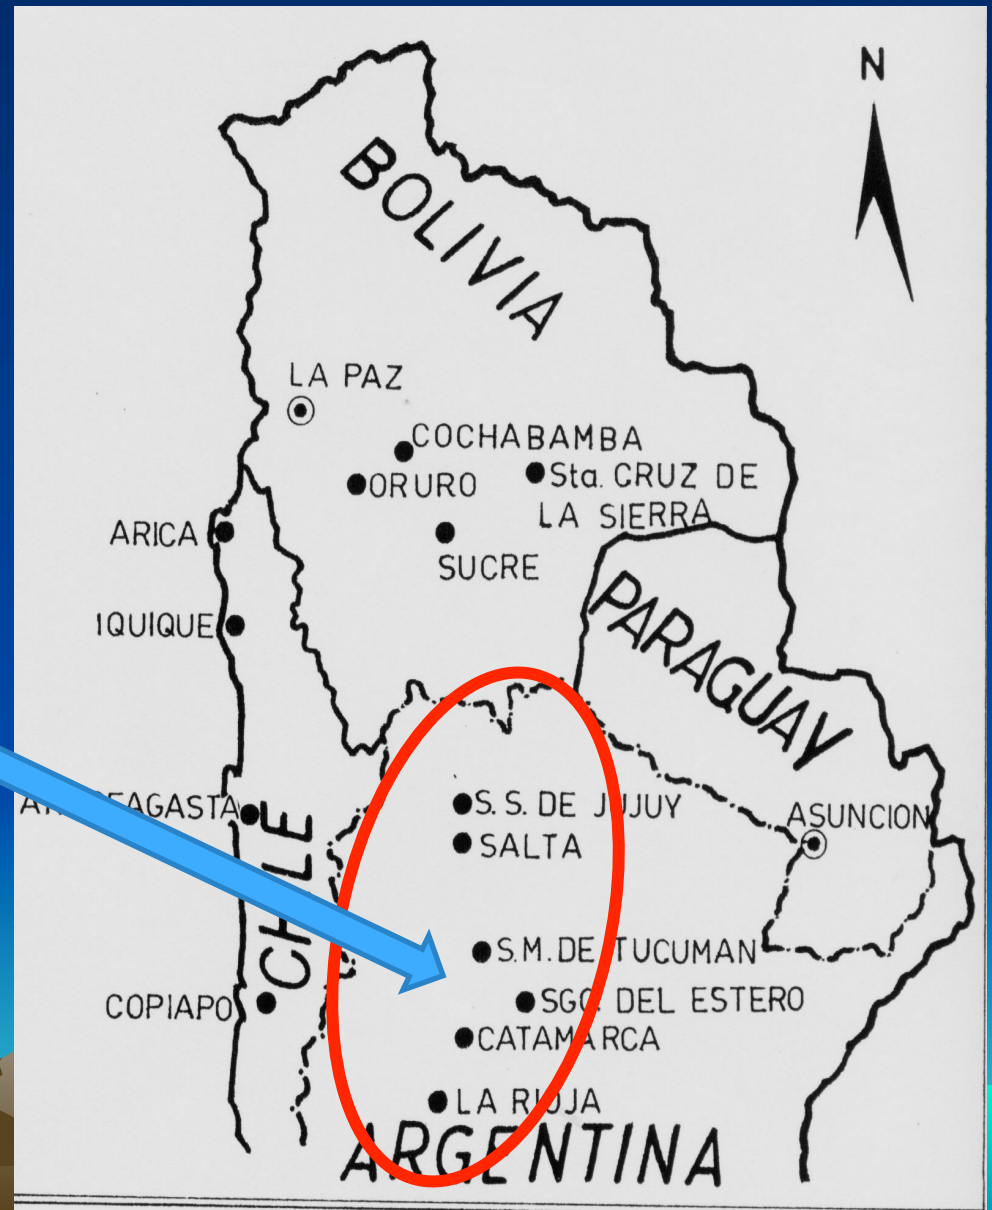 N
BOLIVIA
LA PAZ
COCHABAMBA
ORURO
Sta. CRUZ DE
LA SIERRA
ARICA
SUCRE
IQUIQUE
PARAGUAY
S.S. DE JUJUY
ASUNCION
SALTA
CHILE
S.M. DE TUCUMAN
COPIAPO
SGO. DEL ESTERO
CATAMARCA
LA RIOJA
ARGENTINA